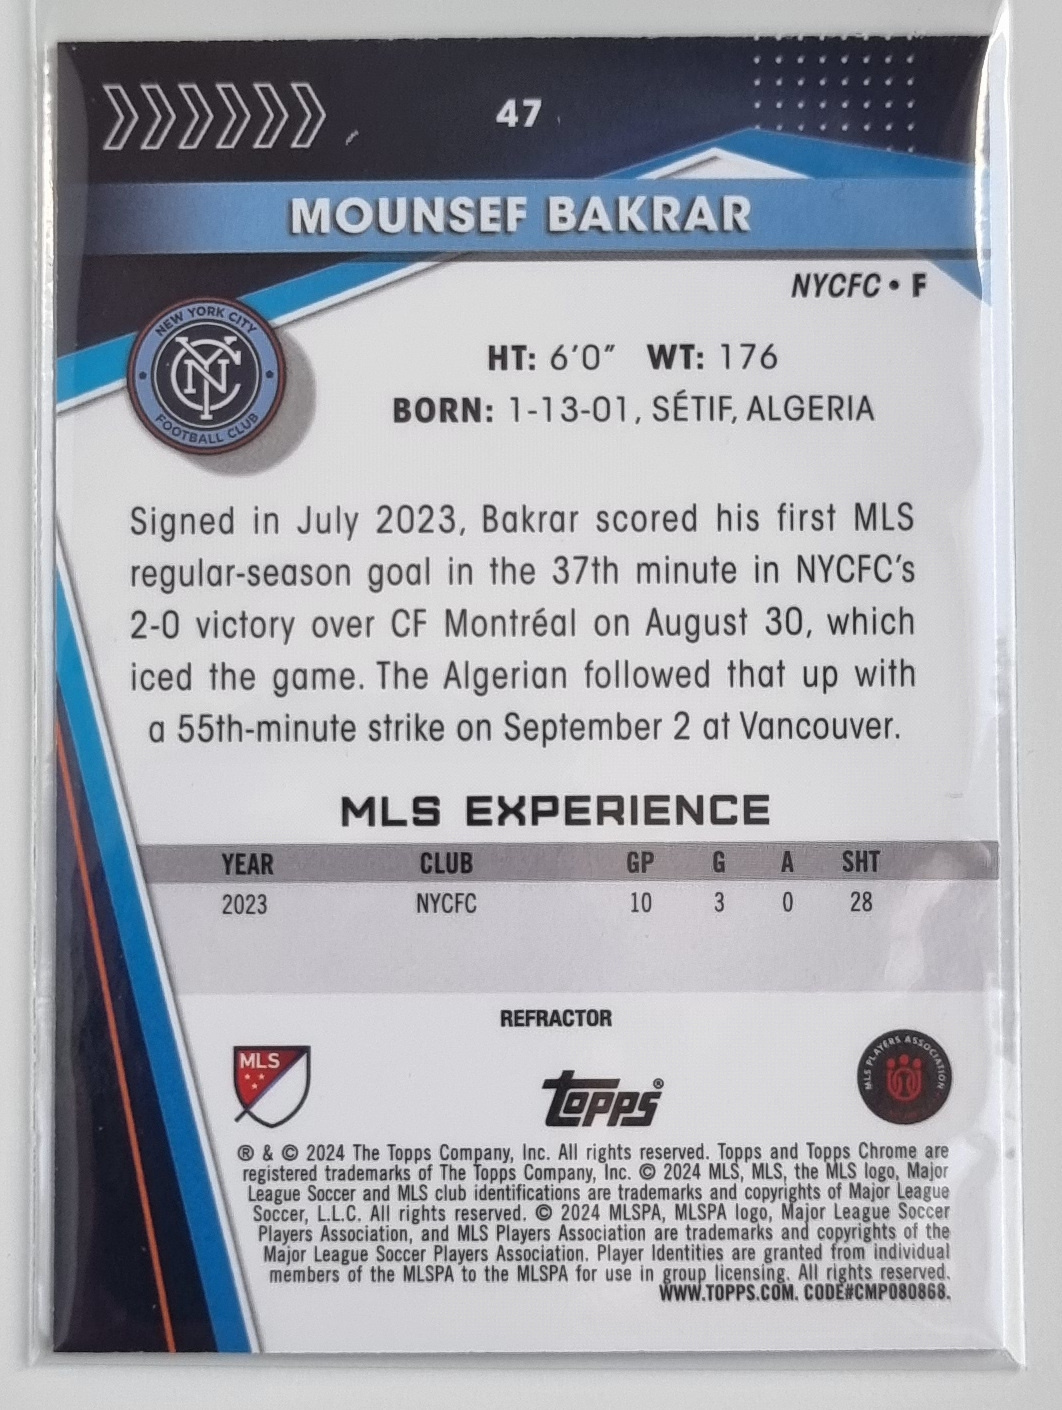 47
MOUNSEF BAKRAR
NYCFC • F
NEW YORK CITY
NYC
FOOTBALL CLUB
HT: 6'0" WT: 176
BORN: 1-13-01, SÉTIF, ALGERIA
Signed in July 2023, Bakrar scored his first MLS
regular-season goal in the 37th minute in NYCFC's
2-0 victory over CF Montréal on August 30, which
iced the game. The Algerian followed that up with
a 55th-minute strike on September 2 at Vancouver.
MLS EXPERIENCE
YEAR CLUB GP G A SHT
2023 NYCFC 10 3 0 28
REFRACTOR
MLS
Topps®
MLS PLAYERS ASSOCIATION
® & © 2024 The Topps Company, Inc. All rights reserved. Topps and Topps Chrome are
registered trademarks of The Topps Company, Inc. © 2024 MLS, MLS, the MLS logo, Major
League Soccer and MLS club identifications are trademarks and copyrights of Major League
Soccer, L.L.C. All rights reserved. © 2024 MLSPA, MLSPA logo, Major League Soccer
Players Association, and MLS Players Association are trademarks and copyrights of the
Major League Soccer Players Association. Player Identities are granted from individual
members of the MLSPA to the MLSPA for use in group licensing. All rights reserved.
WWW.TOPPS.COM. CODE#CMP080868.